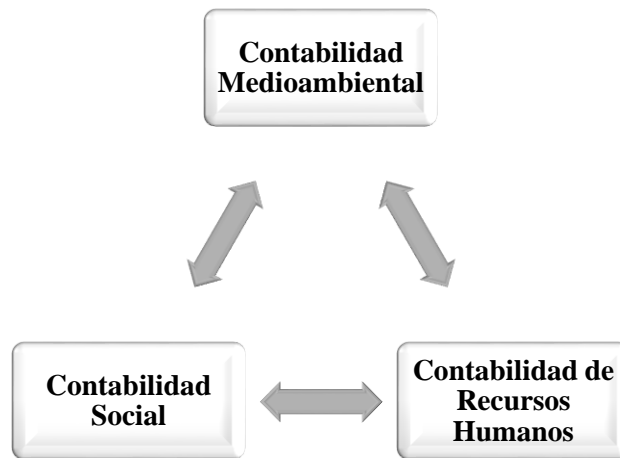 Contabilidad
Medioambiental
Contabilidad
Social
Contabilidad de
Recursos
Humanos